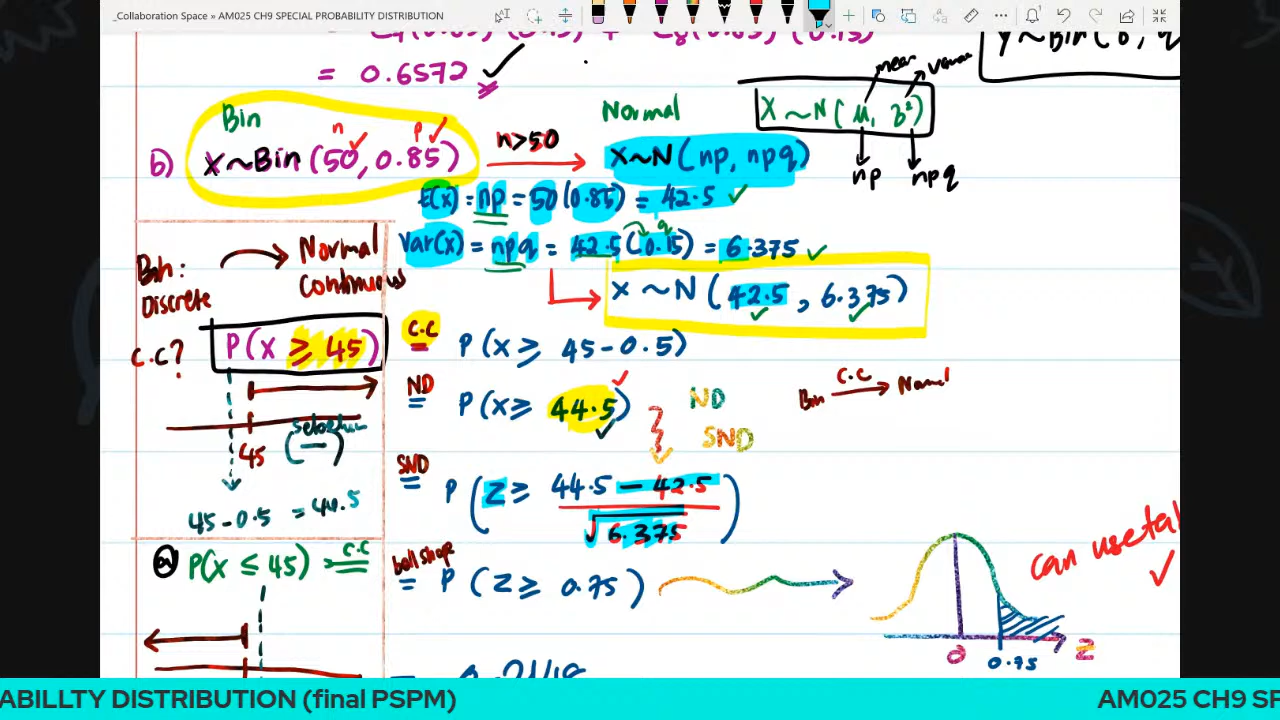 _Collaboration Space » AM025 CH9 SPECIAL PROBABILITY DISTRIBUTION
= 0.6572
mean
variance
X ~ N(μ, σ²)
np
npq
Bin
n p
b) X~Bin (50, 0.85)
n>50
Normal
X~N(np, npq)
E(x) = np = 50(0.85) = 42.5
q
Var(x) = npq = 42.5(0.15) = 6.375
X ~ N ( 42.5 , 6.375)
Bin: Discrete
Normal continuous
C.C?
P(X ≥ 45)
45
45 - 0.5 = 44.5
C.C
P(X ≥ 45 - 0.5)
ND
= P(X ≥ 44.5)
ND
SND
Bin C.C Normal
SND
= P(Z ≥ 44.5 - 42.5 / √6.375)
bell shape
= P (Z ≥ 0.75)
0
0.75
Z
can use
P(X ≤ 45) = C.C
ABILLTY DISTRIBUTION (final PSPM)
AM025 CH9 SP